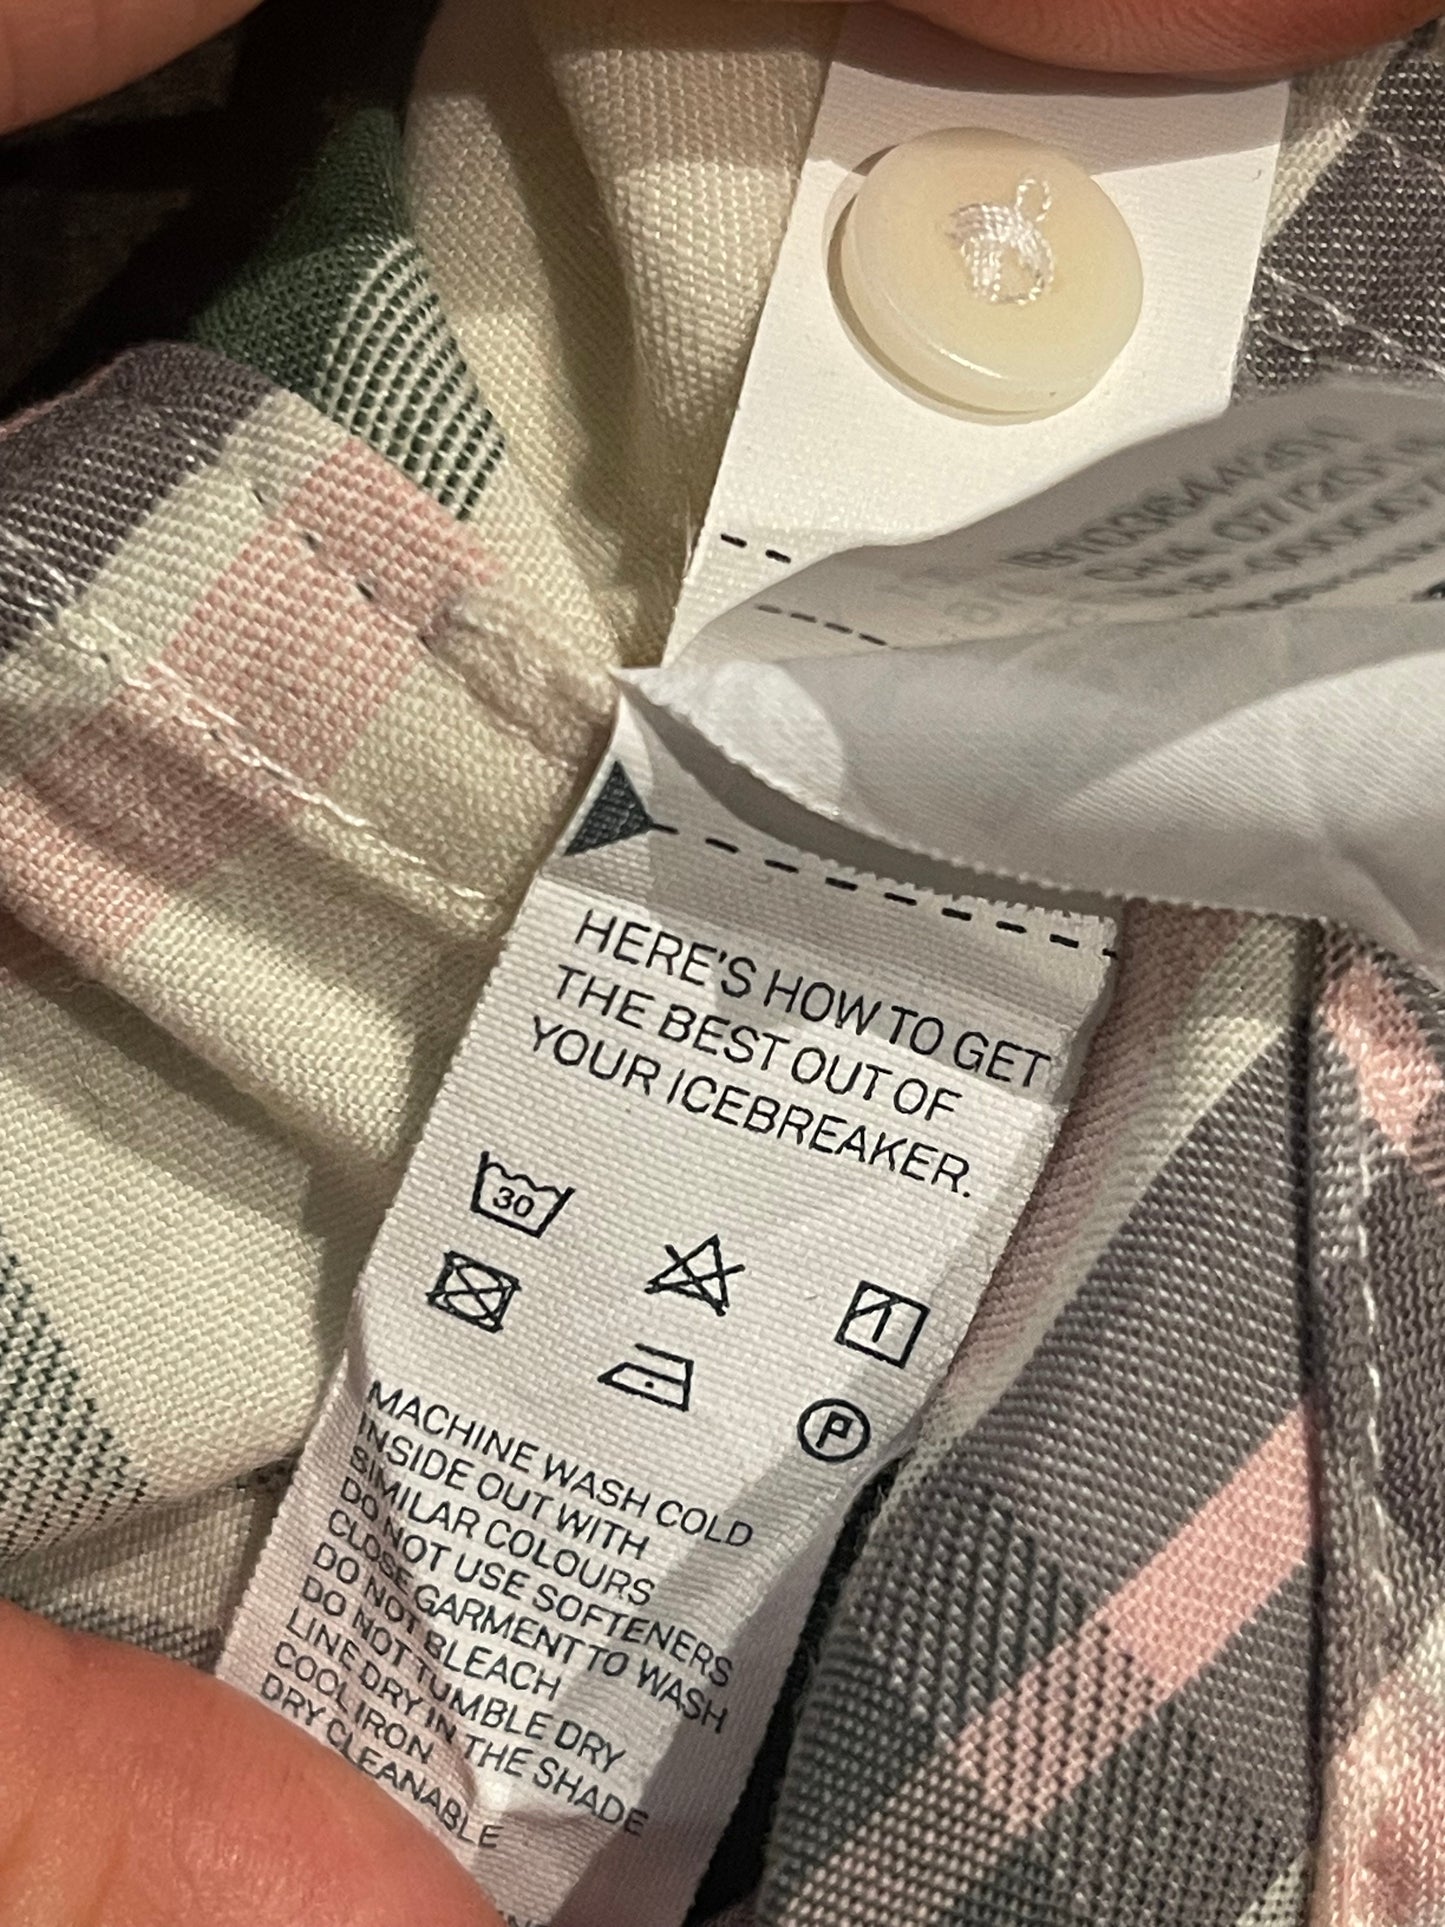 HERE'S HOW TO GET
THE BEST OUT OF
YOUR ICEBREAKER.
30
P
MACHINE WASH COLD
INSIDE OUT WITH
SIMILAR COLOURS
DO NOT USE SOFTENERS
CLOSE GARMENT TO WASH
DO NOT BLEACH
DO NOT TUMBLE DRY
LINE DRY IN THE SHADE
COOL IRON
DRY CLEANABLE